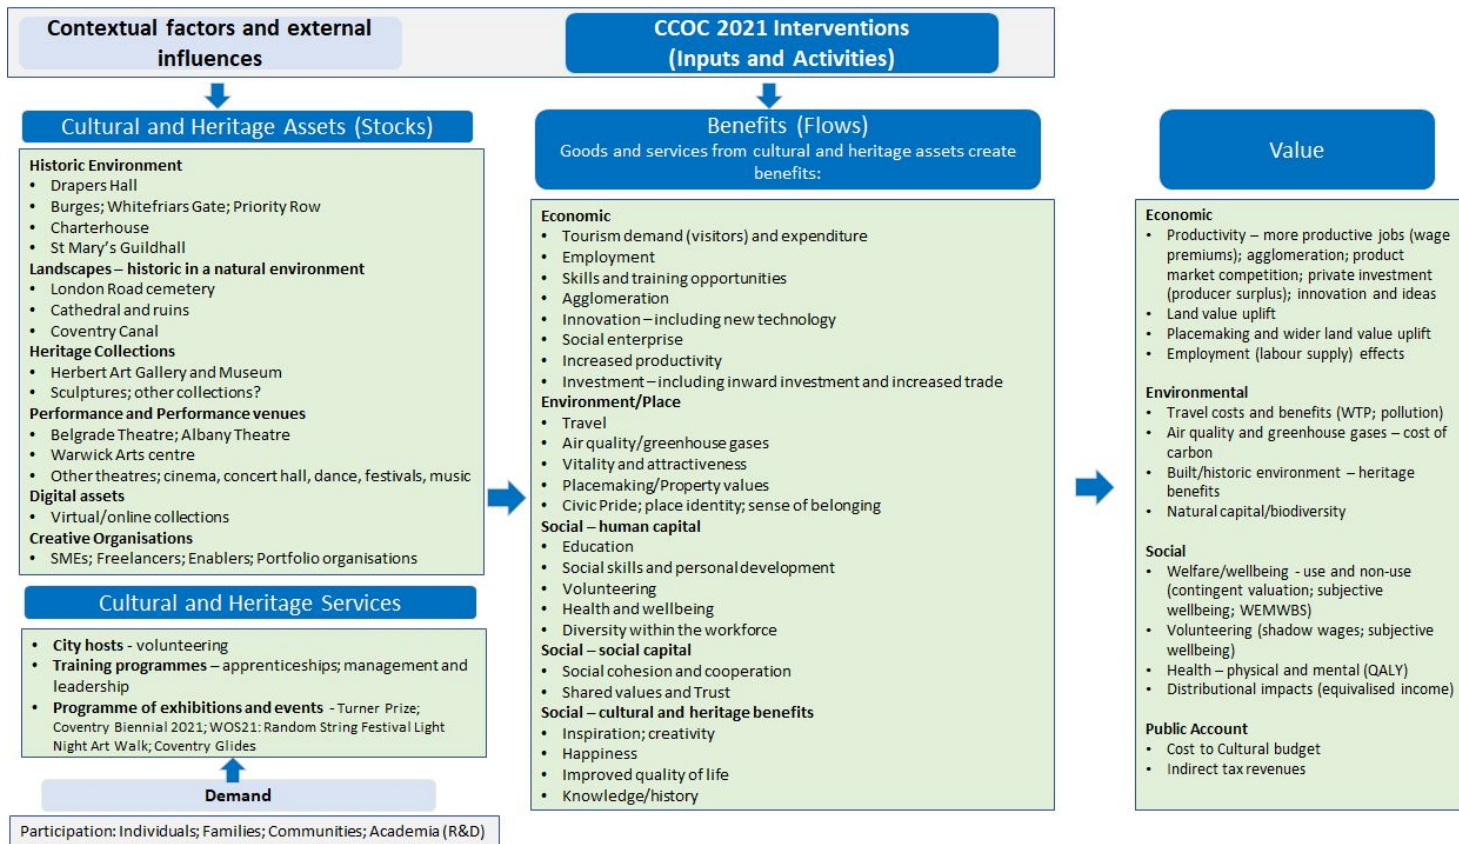 Contextual factors and external
influences
CCOC 2021 Interventions
(Inputs and Activities)
Cultural and Heritage Assets (Stocks)
Historic Environment
• Drapers Hall
• Burges; Whitefriars Gate; Priority Row
• Charterhouse
• St Mary's Guildhall
Landscapes – historic in a natural environment
• London Road cemetery
• Cathedral and ruins
• Coventry Canal
Heritage Collections
• Herbert Art Gallery and Museum
• Sculptures; other collections?
Performance and Performance venues
• Belgrade Theatre; Albany Theatre
• Warwick Arts centre
• Other theatres; cinema, concert hall, dance, festivals, music
Digital assets
• Virtual/online collections
Creative Organisations
• SMEs; Freelancers; Enablers; Portfolio organisations
Cultural and Heritage Services
• City hosts - volunteering
• Training programmes – apprenticeships; management and
leadership
• Programme of exhibitions and events - Turner Prize;
Coventry Biennial 2021; WOS21: Random String Festival Light
Night Art Walk; Coventry Glides
Demand
Participation: Individuals; Families; Communities; Academia (R&D)
Benefits (Flows)
Goods and services from cultural and heritage assets create
benefits:
Economic
• Tourism demand (visitors) and expenditure
• Employment
• Skills and training opportunities
• Agglomeration
• Innovation – including new technology
• Social enterprise
• Increased productivity
• Investment – including inward investment and increased trade
Environment/Place
• Travel
• Air quality/greenhouse gases
• Vitality and attractiveness
• Placemaking/Property values
• Civic Pride; place identity; sense of belonging
Social – human capital
• Education
• Social skills and personal development
• Volunteering
• Health and wellbeing
• Diversity within the workforce
Social – social capital
• Social cohesion and cooperation
• Shared values and Trust
Social – cultural and heritage benefits
• Inspiration; creativity
• Happiness
• Improved quality of life
• Knowledge/history
Value
Economic
• Productivity – more productive jobs (wage
premiums); agglomeration; product
market competition; private investment
(producer surplus); innovation and ideas
• Land value uplift
• Placemaking and wider land value uplift
• Employment (labour supply) effects
Environmental
• Travel costs and benefits (WTP; pollution)
• Air quality and greenhouse gases – cost of
carbon
• Built/historic environment – heritage
benefits
• Natural capital/biodiversity
Social
• Welfare/wellbeing - use and non-use
(contingent valuation; subjective
wellbeing; WEMWBS)
• Volunteering (shadow wages; subjective
wellbeing)
• Health – physical and mental (QALY)
• Distributional impacts (equivalised income)
Public Account
• Cost to Cultural budget
• Indirect tax revenues